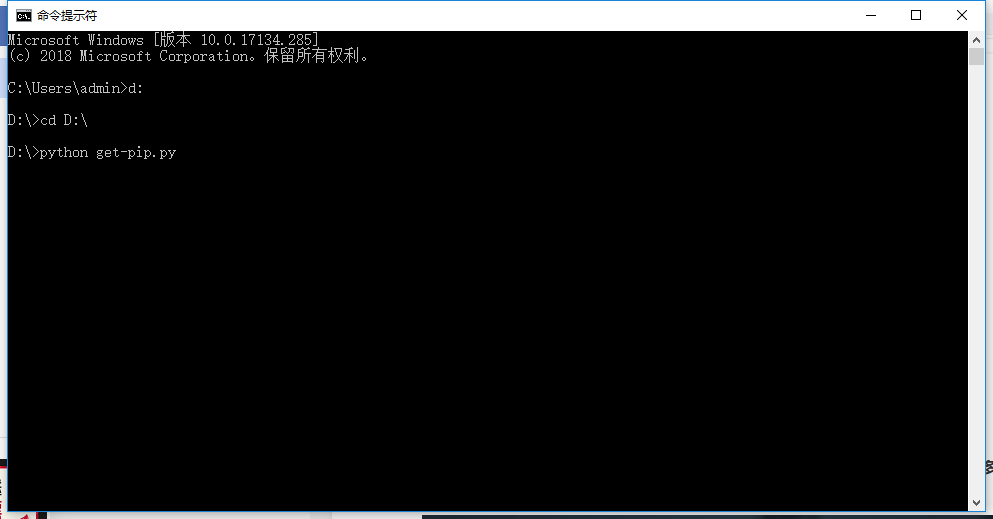 命令提示符
Microsoft Windows [版本 10.0.17134.285]
(c) 2018 Microsoft Corporation。保留所有权利。
C:\Users\admin>d:
D:\>cd D:\
D:\>python get-pip.py
多